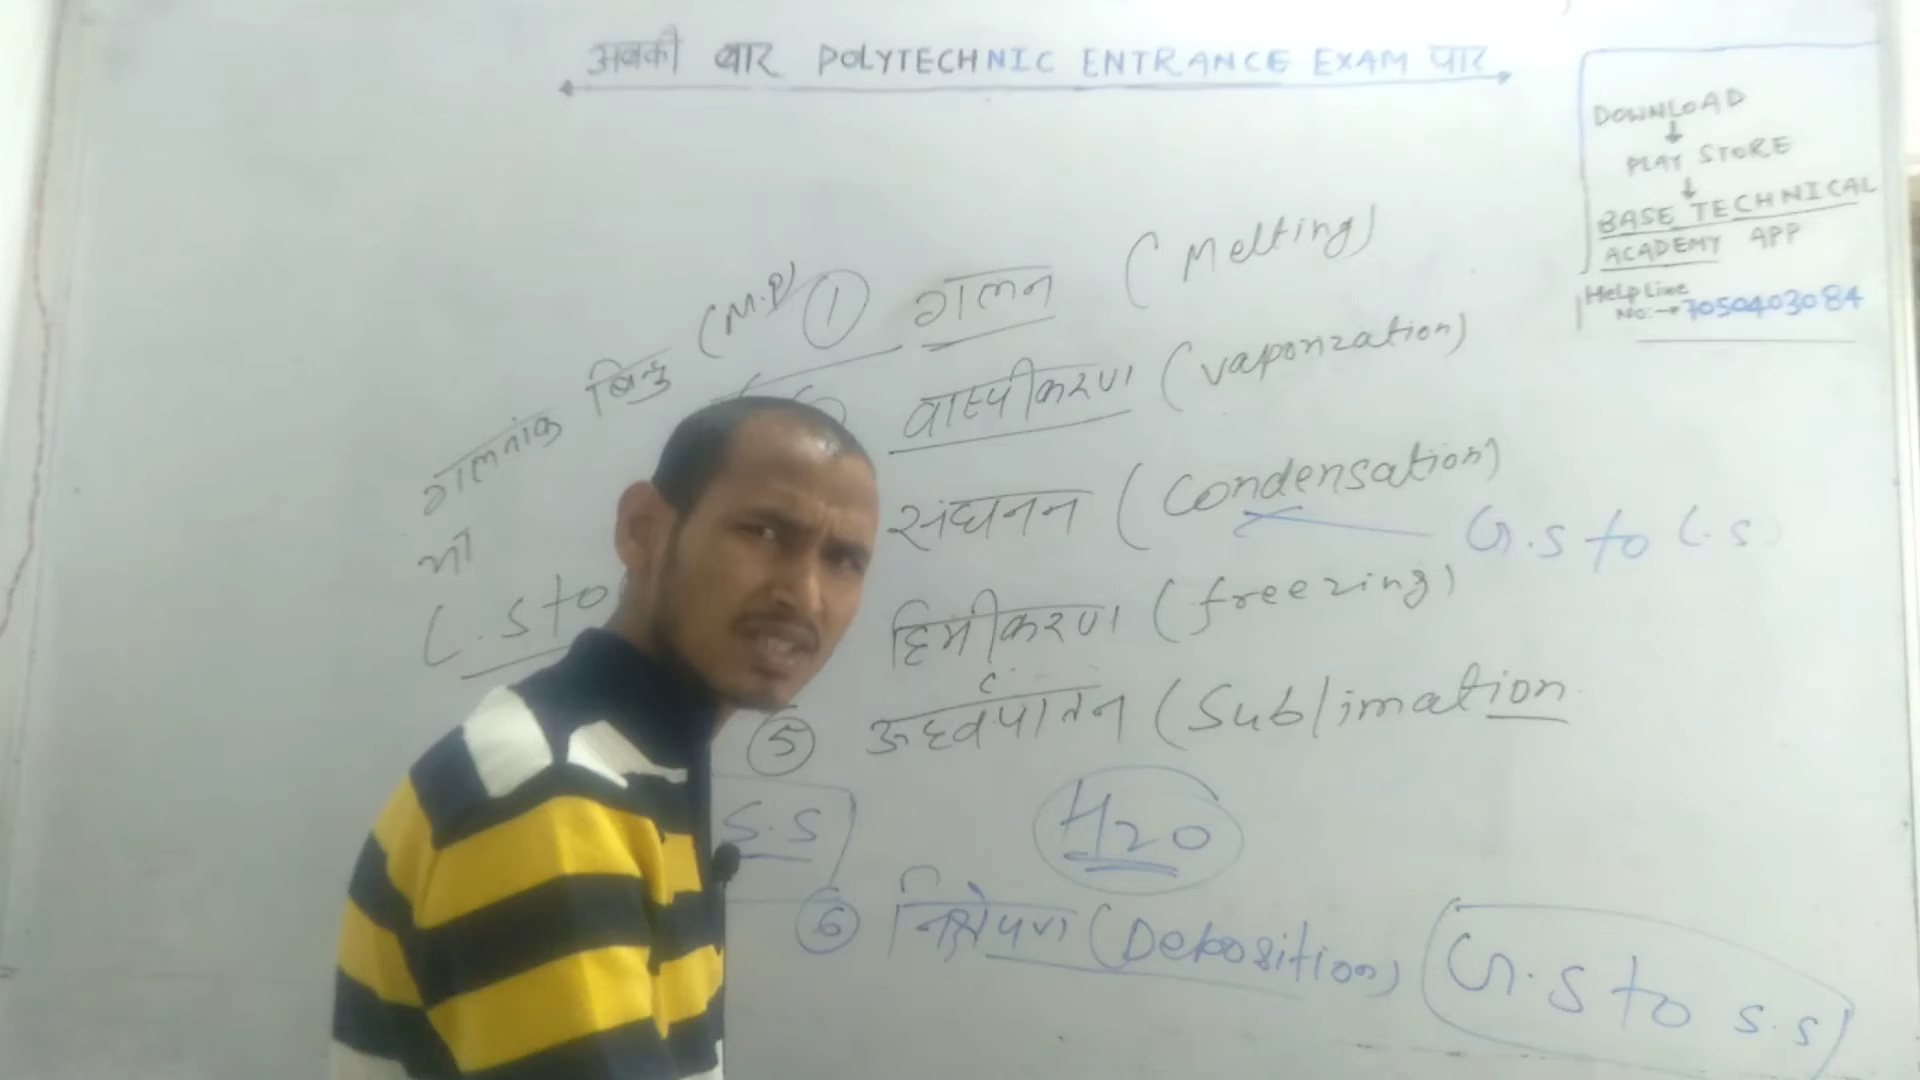 अबकी बार POLYTECHNIC ENTRANCE EXAM पार
DOWNLOAD
↓
PLAY STORE
↓
BASE TECHNICAL
ACADEMY APP
Help Line
No:→ 7050403084
① गलन (Melting)
गलनांक बिन्दु (M.P)
वाष्पीकरण (vaporization)
संघनन (Condensation)
G.S to L.S
L.S to
हिमीकरण (freezing)
⑤ ऊर्ध्वपातन (Sublimation
S.S
H2O
⑥ निक्षेपण (Deposition) G.S to S.S